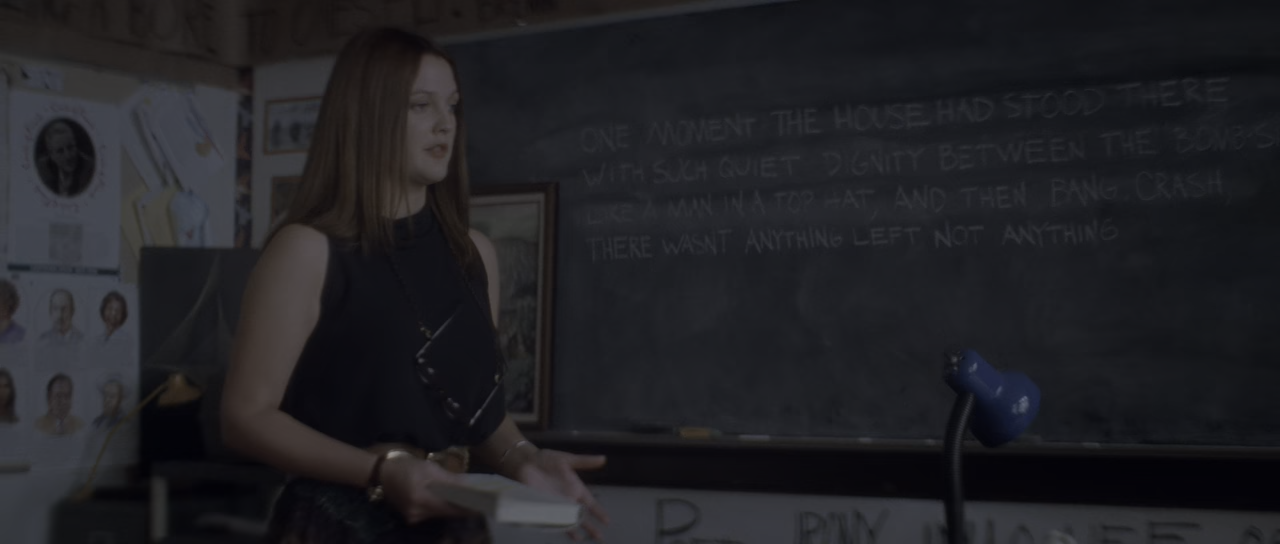 ONE MOMENT THE HOUSE HAD STOOD THERE
WITH SUCH QUIET DIGNITY BETWEEN THE BOMBS
LIKE A MAN IN A TOP HAT, AND THEN BANG, CRASH,
THERE WASNT ANYTHING LEFT NOT ANYTHING